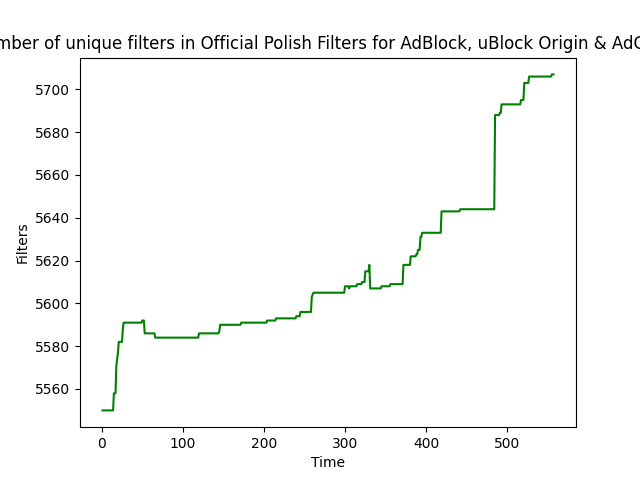 mber of unique filters in Official Polish Filters for AdBlock, uBlock Origin & AdG
5700
5680
5660
5640
5620
5600
5580
5560
Filters
0 100 200 300 400 500
Time